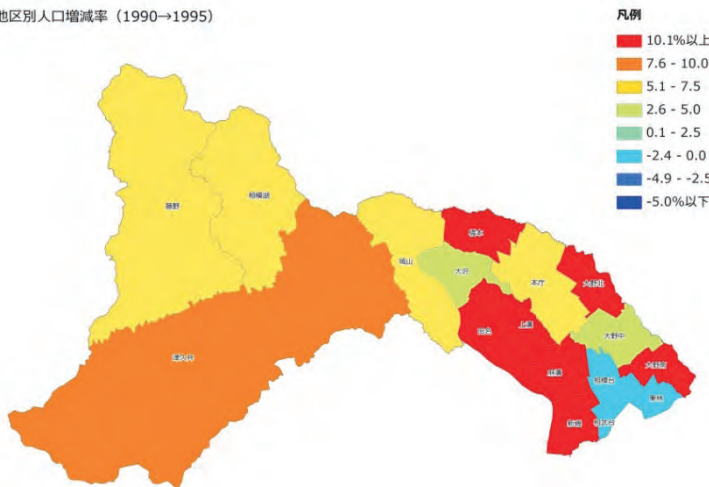 地区別人口増減率（1990→1995）
凡例
10.1%以上
7.6 - 10.0
5.1 - 7.5
2.6 - 5.0
0.1 - 2.5
-2.4 - 0.0
-4.9 - -2.5
-5.0%以下
藤野
相模湖
津久井
城山
橋本
大沢
本庁
大野北
田名
上溝
大野中
麻溝
相模台
大野南
新磯
相武台
東林